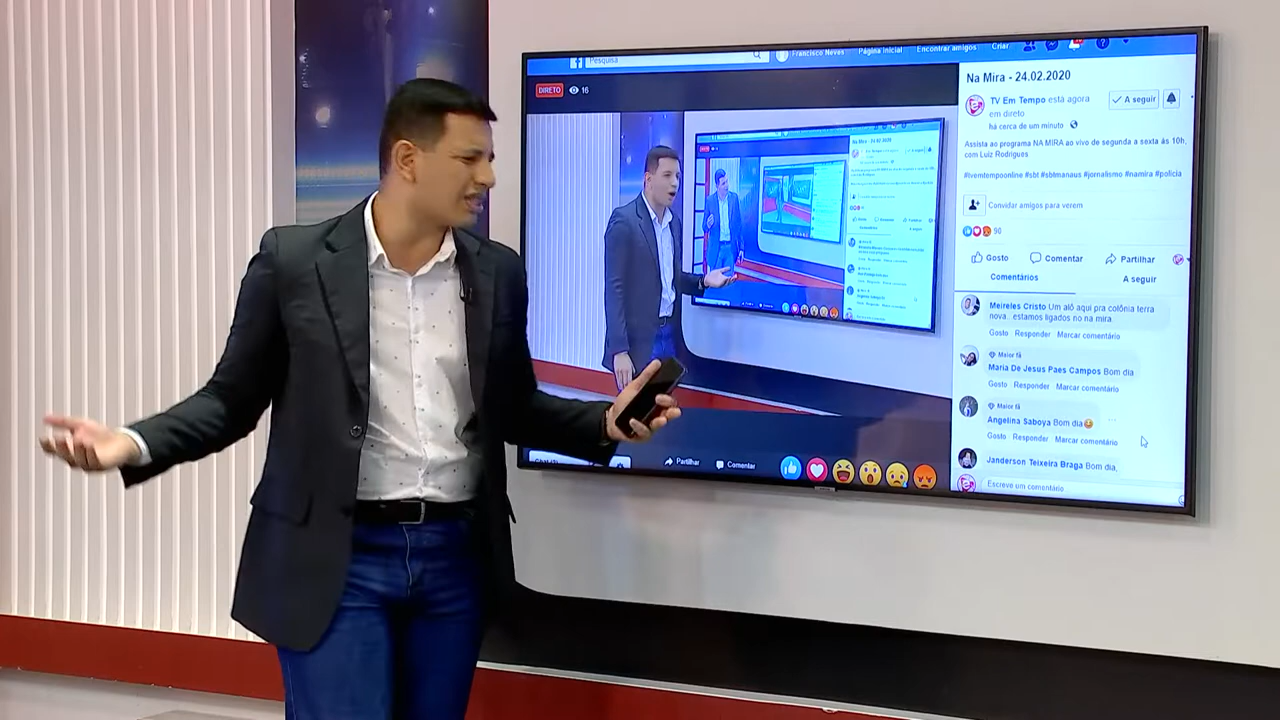 Pesquisa
Francisco Neves
Página Inicial
Encontrar amigos
Criar
DIRETO
16
Na Mira - 24.02.2020
TV Em Tempo está agora
em direto
A seguir
há cerca de um minuto
Assista ao programa NA MIRA ao vivo de segunda a sexta às 10h,
com Luiz Rodrigues
#tvemtempoonline #sbt #sbtmanaus #jornalismo #namira #policia
Convidar amigos para verem
90
Gosto Comentar Partilhar
Comentários A seguir
Meireles Cristo Um alô aqui pra colônia terra
nova.. estamos ligados no na mira
Gosto Responder Marcar comentário
Maior fã
Maria De Jesus Paes Campos Bom dia
Gosto Responder Marcar comentário
Maior fã
Angelina Saboya Bom dia
Gosto Responder Marcar comentário
Janderson Teixeira Braga Bom dia,
Escreve um comentário
Partilhar Comentar
Na Mira - 24.02.2020